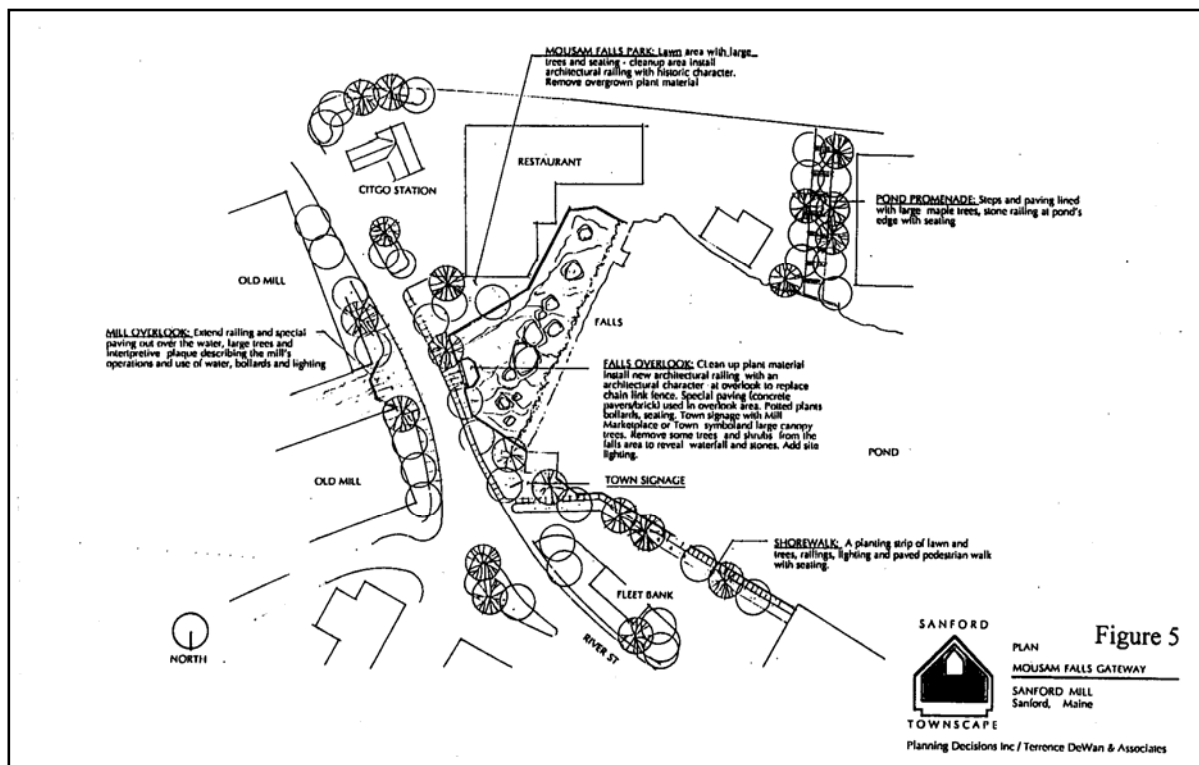 MOUSAM FALLS PARK: Lawn area with large
trees and seating - cleanup area install
architectural railing with historic character.
Remove overgrown plant material
RESTAURANT
CITGO STATION
POND PROMENADE: Steps and paving lined
with large maple trees, stone railing at pond's
edge with seating
OLD MILL
FALLS
MILL OVERLOOK: Extend railing and special
paving out over the water, large trees and
interpretive plaque describing the mill's
operations and use of water, bollards and lighting
FALLS OVERLOOK: Clean up plant material
Install new architectural railing with an
architectural character at overlook to replace
chain link fence. Special paving (concrete
pavers/brick) used in overlook area. Potted plants
bollards, seating. Town signage with Mill
Marketplace or Town symboland large canopy
trees. Remove some trees and shrubs from the
falls area to reveal waterfall and stones. Add site
lighting.
POND
OLD MILL
TOWN SIGNAGE
SHOREWALK: A planting strip of lawn and
trees, railings, lighting and paved pedestrian walk
with seating.
FLEET BANK
RIVER ST
NORTH
SANFORD
TOWNSCAPE
PLAN
Figure 5
MOUSAM FALLS GATEWAY
SANFORD MILL
Sanford, Maine
Planning Decisions Inc / Terrence DeWan & Associates